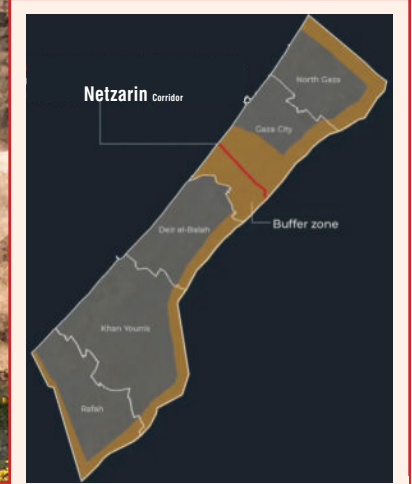 North Gaza
Netzarin Corridor
Gaza City
Buffer zone
Deir el-Balah
Khan Younis
Rafah